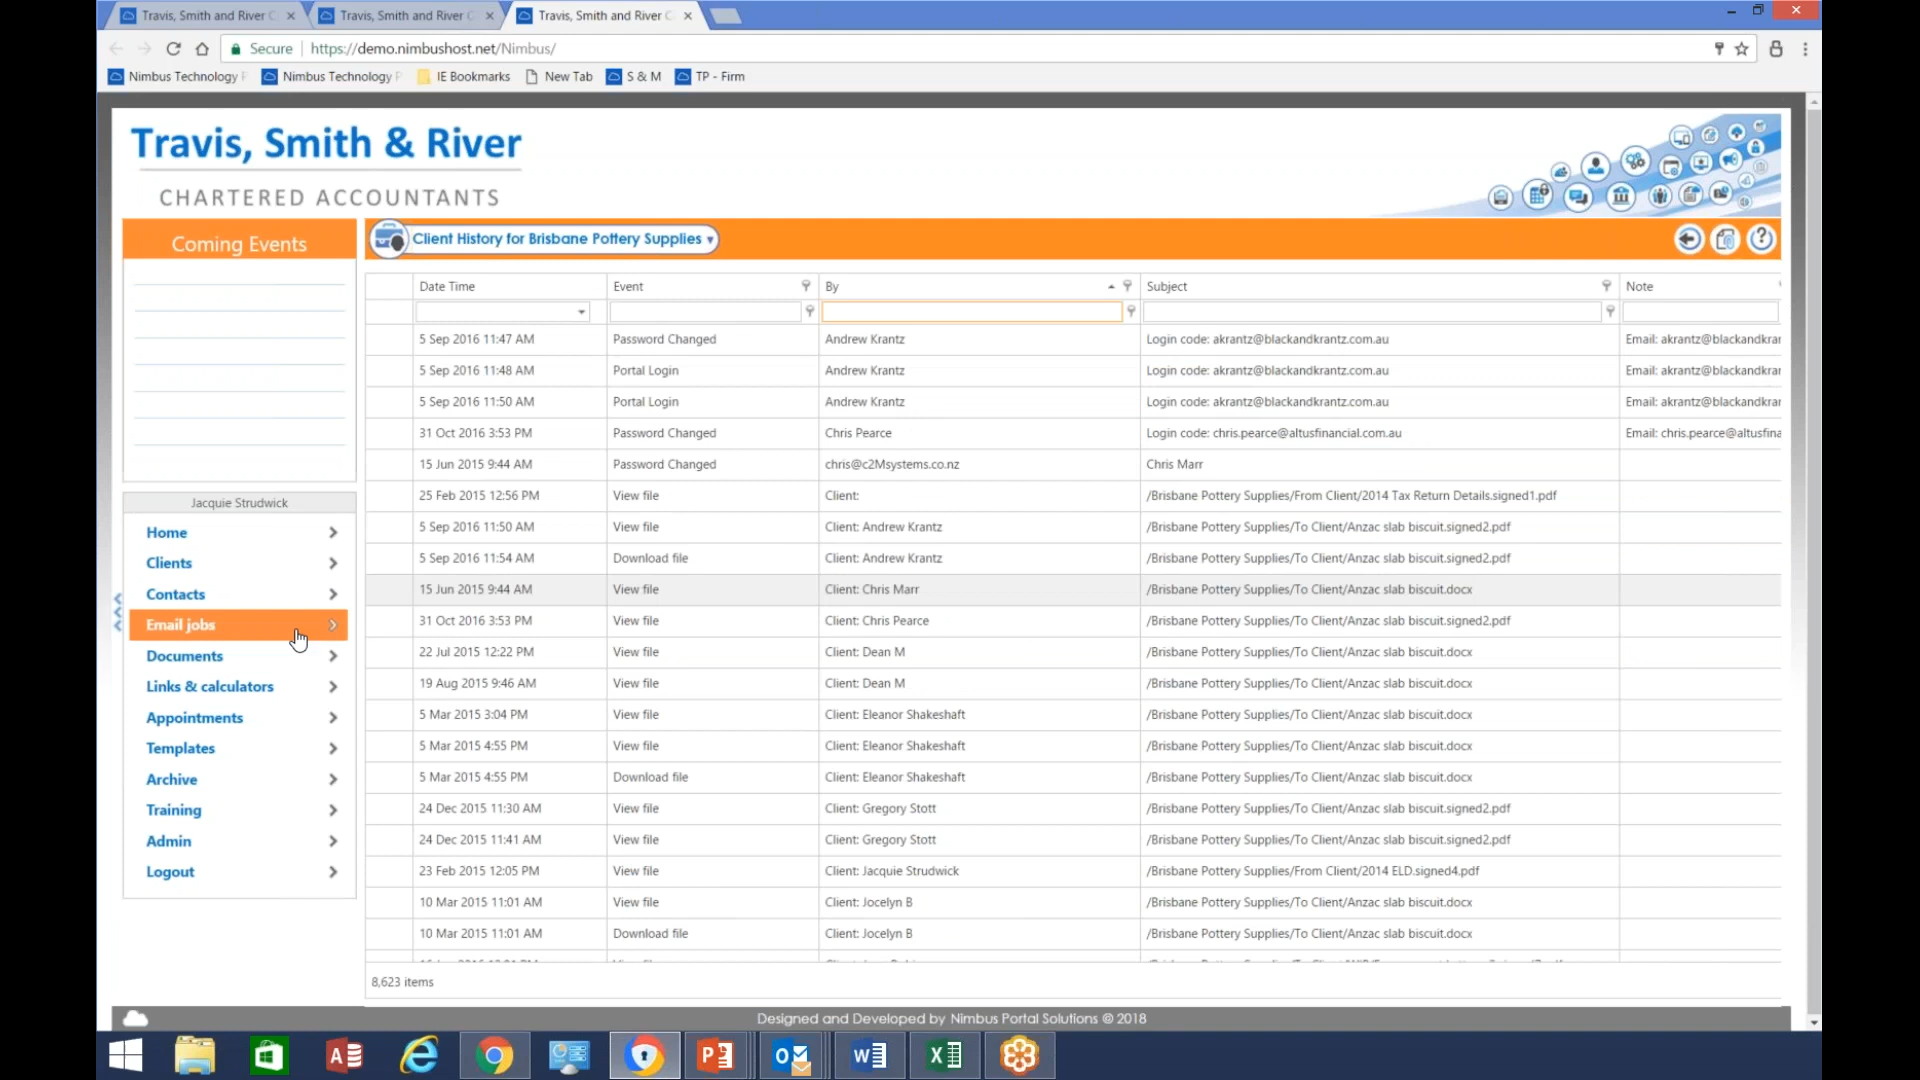 Travis, Smith and River C
Travis, Smith and River C
Travis, Smith and River C
Secure
https://demo.nimbushost.net/Nimbus/
Nimbus Technology P
Nimbus Technology P
IE Bookmarks
New Tab
S & M
TP - Firm
Travis, Smith & River
CHARTERED ACCOUNTANTS
Coming Events
Client History for Brisbane Pottery Supplies
Jacquie Strudwick
Home
Clients
Contacts
Email jobs
Documents
Links & calculators
Appointments
Templates
Archive
Training
Admin
Logout
Date Time Event By Subject Note
5 Sep 2016 11:47 AM Password Changed Andrew Krantz Login code: akrantz@blackandkrantz.com.au Email: akrantz@blackandkrar
5 Sep 2016 11:48 AM Portal Login Andrew Krantz Login code: akrantz@blackandkrantz.com.au Email: akrantz@blackandkrar
5 Sep 2016 11:50 AM Portal Login Andrew Krantz Login code: akrantz@blackandkrantz.com.au Email: akrantz@blackandkrar
31 Oct 2016 3:53 PM Password Changed Chris Pearce Login code: chris.pearce@altusfinancial.com.au Email: chris.pearce@altusfina
15 Jun 2015 9:44 AM Password Changed chris@c2Msystems.co.nz Chris Marr
25 Feb 2015 12:56 PM View file Client: /Brisbane Pottery Supplies/From Client/2014 Tax Return Details.signed1.pdf
5 Sep 2016 11:50 AM View file Client: Andrew Krantz /Brisbane Pottery Supplies/To Client/Anzac slab biscuit.signed2.pdf
5 Sep 2016 11:54 AM Download file Client: Andrew Krantz /Brisbane Pottery Supplies/To Client/Anzac slab biscuit.signed2.pdf
15 Jun 2015 9:44 AM View file Client: Chris Marr /Brisbane Pottery Supplies/To Client/Anzac slab biscuit.docx
31 Oct 2016 3:53 PM View file Client: Chris Pearce /Brisbane Pottery Supplies/To Client/Anzac slab biscuit.signed2.pdf
22 Jul 2015 12:22 PM View file Client: Dean M /Brisbane Pottery Supplies/To Client/Anzac slab biscuit.docx
19 Aug 2015 9:46 AM View file Client: Dean M /Brisbane Pottery Supplies/To Client/Anzac slab biscuit.docx
5 Mar 2015 3:04 PM View file Client: Eleanor Shakeshaft /Brisbane Pottery Supplies/To Client/Anzac slab biscuit.docx
5 Mar 2015 4:55 PM View file Client: Eleanor Shakeshaft /Brisbane Pottery Supplies/To Client/Anzac slab biscuit.docx
5 Mar 2015 4:55 PM Download file Client: Eleanor Shakeshaft /Brisbane Pottery Supplies/To Client/Anzac slab biscuit.docx
24 Dec 2015 11:30 AM View file Client: Gregory Stott /Brisbane Pottery Supplies/To Client/Anzac slab biscuit.signed2.pdf
24 Dec 2015 11:41 AM View file Client: Gregory Stott /Brisbane Pottery Supplies/To Client/Anzac slab biscuit.signed2.pdf
23 Feb 2015 12:05 PM View file Client: Jacquie Strudwick /Brisbane Pottery Supplies/From Client/2014 ELD.signed4.pdf
10 Mar 2015 11:01 AM View file Client: Jocelyn B /Brisbane Pottery Supplies/To Client/Anzac slab biscuit.docx
10 Mar 2015 11:01 AM Download file Client: Jocelyn B /Brisbane Pottery Supplies/To Client/Anzac slab biscuit.docx
8,623 items
Designed and Developed by Nimbus Portal Solutions © 2018